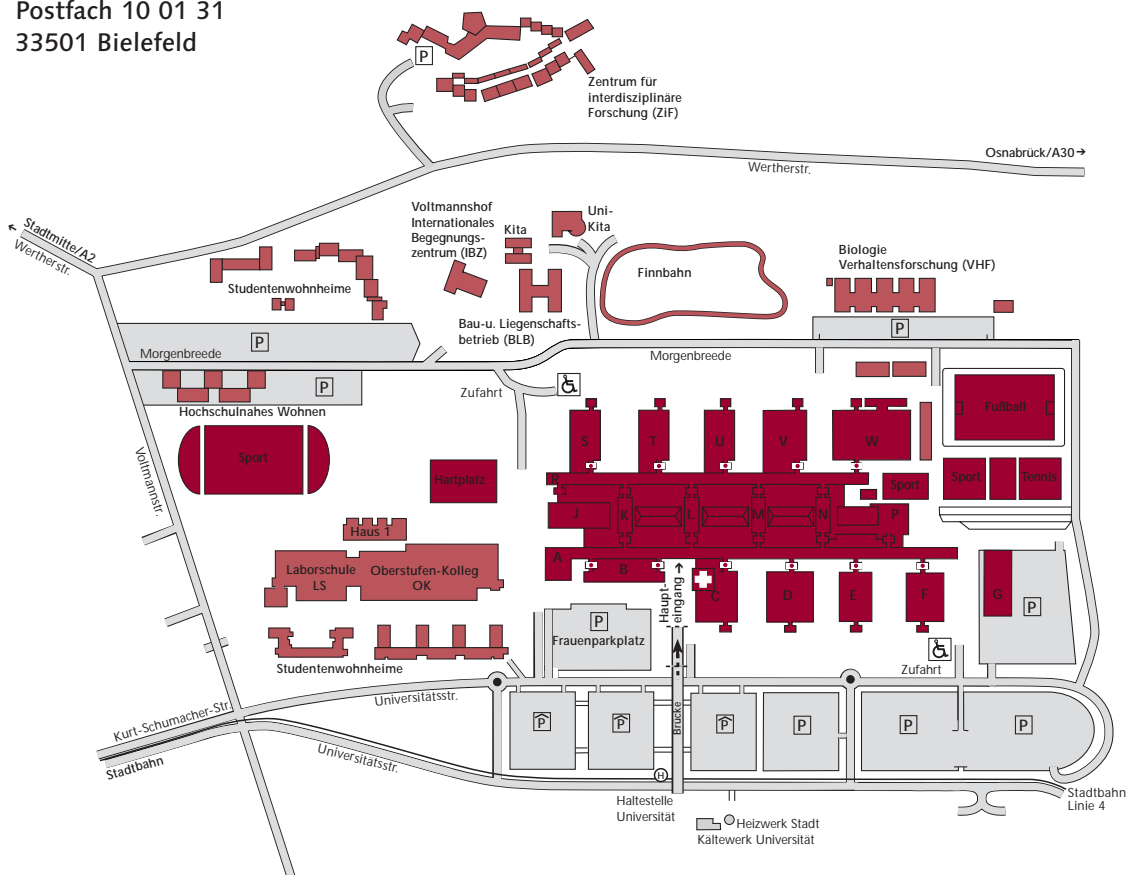 Postfach 10 01 31
33501 Bielefeld
P
Zentrum für
interdisziplinäre
Forschung (ZiF)
Osnabrück/A30→
Wertherstr.
← Stadtmitte/A2
Wertherstr.
Voltmannshof
Internationales
Begegnungs-
zentrum (IBZ)
Kita
Uni-
Kita
Finnbahn
Biologie
Verhaltensforschung (VHF)
Studentenwohnheime
Bau-u. Liegenschafts-
betrieb (BLB)
P
P
Morgenbreede
Morgenbreede
P
Zufahrt
Hochschulnahes Wohnen
Voltmannstr.
Sport
Hartplatz
S
T
U
V
W
Fußball
R
Sport
Sport
Tennis
J
K
L
M
N
P
Haus 1
Laborschule
LS
Oberstufen-Kolleg
OK
A
B
C
D
E
F
G
P
Haupt-
eingang →
P
Frauenparkplatz
Studentenwohnheime
Zufahrt
Universitätsstr.
Kurt-Schumacher-Str.
Stadtbahn
Universitätsstr.
P
P
Brücke
P
P
P
P
H
Haltestelle
Universität
Stadtbahn
Linie 4
Heizwerk Stadt
Kältewerk Universität